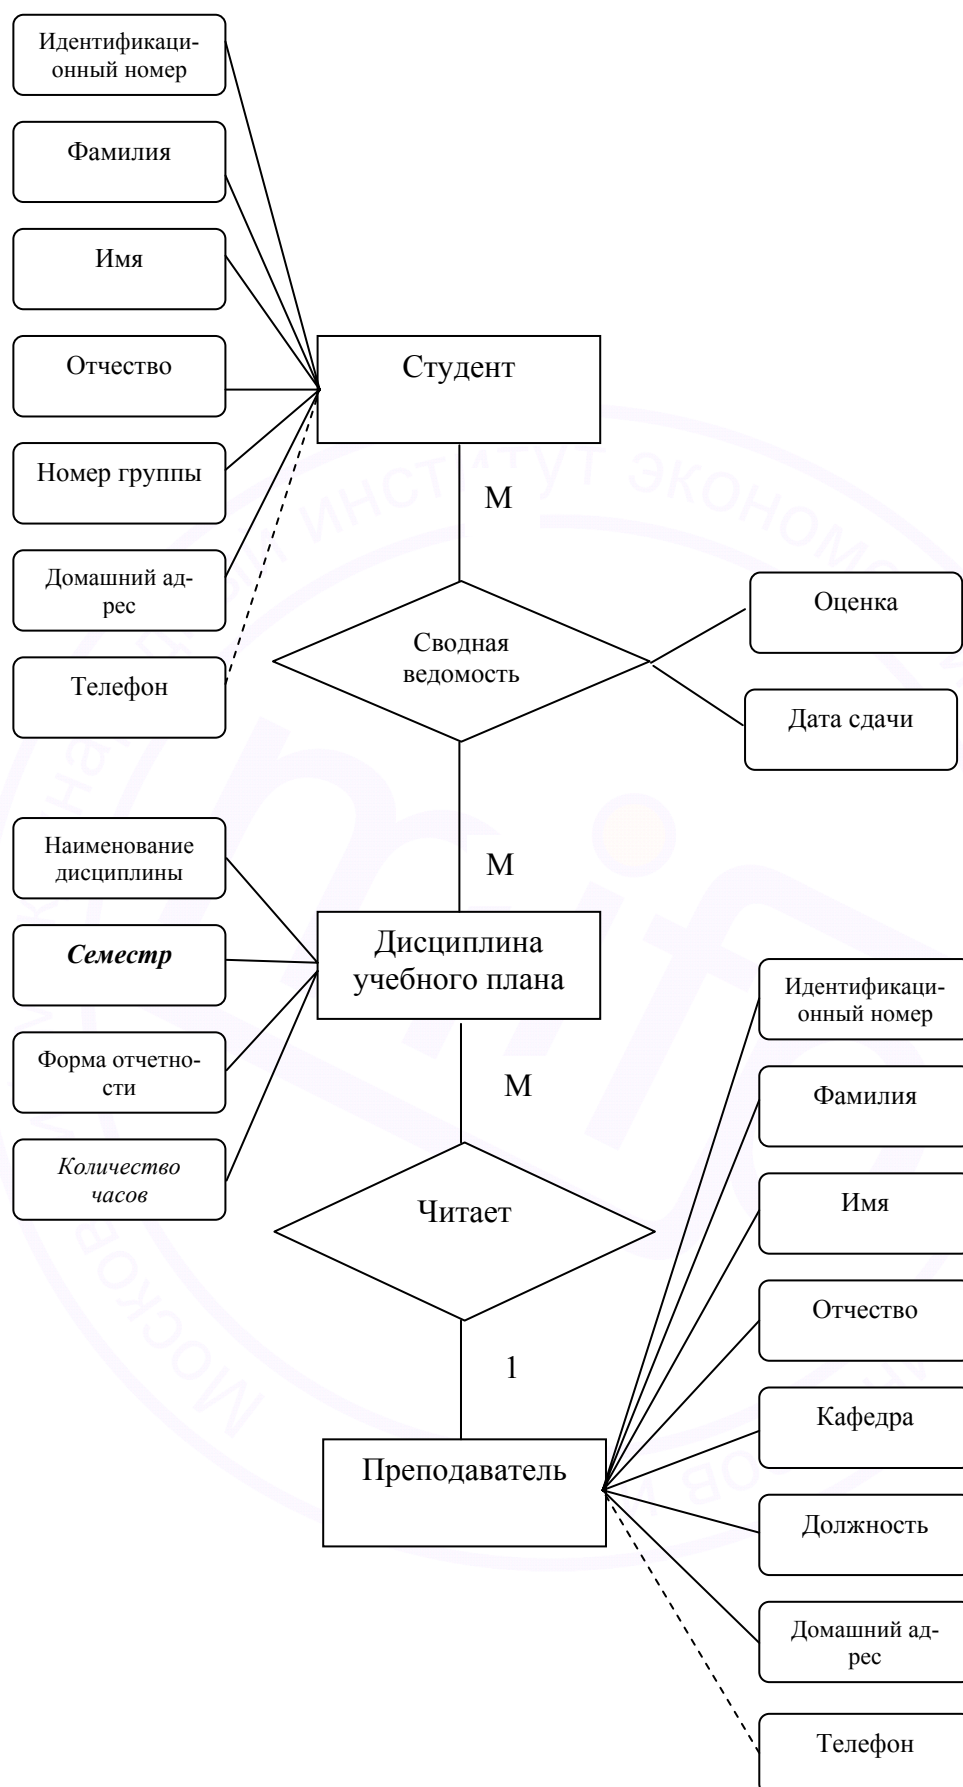 Идентификаци-
онный номер
Фамилия
Имя
Отчество
Номер группы
Домашний ад-
рес
Телефон
Студент
М
Сводная
ведомость
Оценка
Дата сдачи
М
Наименование
дисциплины
Семестр
Форма отчетно-
сти
Количество
часов
Дисциплина
учебного плана
М
Читает
1
Преподаватель
Идентификаци-
онный номер
Фамилия
Имя
Отчество
Кафедра
Должность
Домашний ад-
рес
Телефон